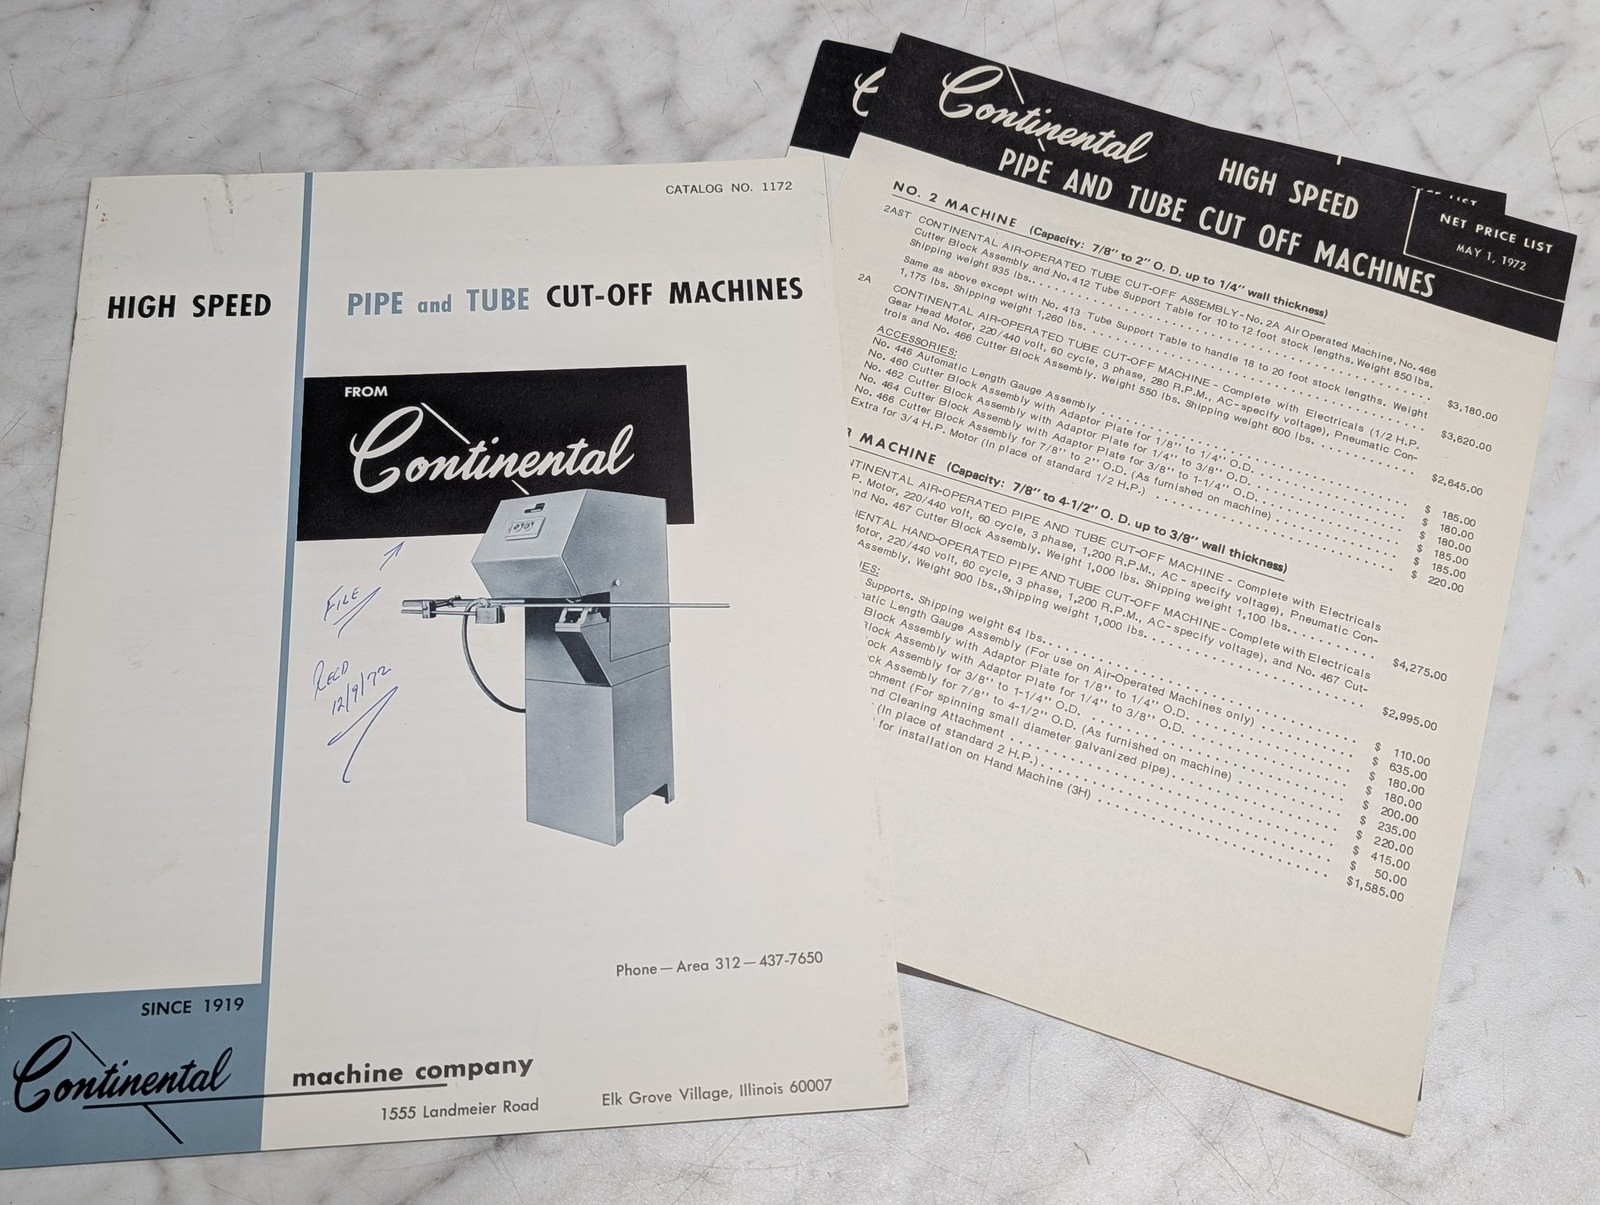 CATALOG NO. 1172
HIGH SPEED PIPE and TUBE CUT-OFF MACHINES
FROM
Continental
FILE
RECD
12/9/72
Phone — Area 312 — 437-7650
SINCE 1919
Continental machine company
1555 Landmeier Road Elk Grove Village, Illinois 60007
Continental HIGH SPEED
PIPE AND TUBE CUT OFF MACHINES
NET PRICE LIST
MAY 1, 1972
NO. 2 MACHINE (Capacity: 7/8" to 2" O. D. up to 1/4" wall thickness)
2AST CONTINENTAL AIR-OPERATED TUBE CUT-OFF ASSEMBLY - No. 2A Air Operated Machine, No. 466
Cutter Block Assembly and No. 412 Tube Support Table for 10 to 12 foot stock lengths. Weight 850 lbs.
Shipping weight 935 lbs. $3,180.00
Same as above except with No. 413 Tube Support Table to handle 18 to 20 foot stock lengths. Weight
1,175 lbs. Shipping weight 1,260 lbs. $3,620.00
2A CONTINENTAL AIR-OPERATED TUBE CUT-OFF MACHINE - Complete with Electricals (1/2 H.P.
Gear Head Motor, 220/440 volt, 60 cycle, 3 phase, 280 R.P.M., AC - specify voltage), Pneumatic Con-
trols and No. 466 Cutter Block Assembly. Weight 550 lbs. Shipping weight 600 lbs. $2,645.00
ACCESSORIES:
No. 446 Automatic Length Gauge Assembly $ 185.00
No. 460 Cutter Block Assembly with Adaptor Plate for 1/8" to 1/4" O.D. $ 180.00
No. 462 Cutter Block Assembly with Adaptor Plate for 1/4" to 3/8" O.D. $ 180.00
No. 464 Cutter Block Assembly with Adaptor Plate for 3/8" to 1-1/4" O.D. $ 185.00
No. 466 Cutter Block Assembly for 7/8" to 2" O.D. (As furnished on machine) $ 185.00
Extra for 3/4 H.P. Motor (In place of standard 1/2 H.P.) $ 220.00
MACHINE (Capacity: 7/8" to 4-1/2" O. D. up to 3/8" wall thickness)
NTINENTAL AIR-OPERATED PIPE AND TUBE CUT-OFF MACHINE - Complete with Electricals
P. Motor, 220/440 volt, 60 cycle, 3 phase, 1,200 R.P.M., AC - specify voltage), Pneumatic Con-
nd No. 467 Cutter Block Assembly. Weight 1,000 lbs. Shipping weight 1,100 lbs. $4,275.00
ENTAL HAND-OPERATED PIPE AND TUBE CUT-OFF MACHINE - Complete with Electricals
otor, 220/440 volt, 60 cycle, 3 phase, 1,200 R.P.M., AC - specify voltage), and No. 467 Cut-
Assembly, Weight 900 lbs., Shipping weight 1,000 lbs. $2,995.00
IES:
Supports. Shipping weight 64 lbs. $ 110.00
atic Length Gauge Assembly (For use on Air-Operated Machines only) $ 635.00
Block Assembly with Adaptor Plate for 1/8" to 1/4" O.D. $ 180.00
lock Assembly with Adaptor Plate for 1/4" to 3/8" O.D. $ 180.00
ock Assembly for 3/8" to 1-1/4" O.D. $ 200.00
ck Assembly for 7/8" to 4-1/2" O.D. (As furnished on machine) $ 235.00
chment (For spinning small diameter galvanized pipe) $ 220.00
nd Cleaning Attachment $ 415.00
(In place of standard 2 H.P.) $ 50.00
for installation on Hand Machine (3H) $1,585.00